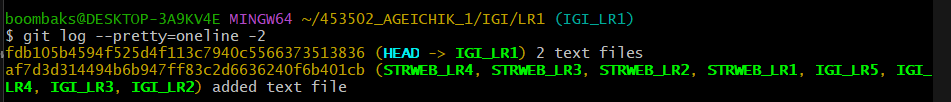 boombaks@DESKTOP-3A9KV4E MINGW64 ~/453502_AGEICHIK_1/IGI/LR1 (IGI_LR1)
$ git log --pretty=oneline -2
fdb105b4594f525d4f113c7940c5566373513836 (HEAD -> IGI_LR1) 2 text files
af7d3d314494b6b947ff83c2d6636240f6b401cb (STRWEB_LR4, STRWEB_LR3, STRWEB_LR2, STRWEB_LR1, IGI_LR5, IGI_
LR4, IGI_LR3, IGI_LR2) added text file